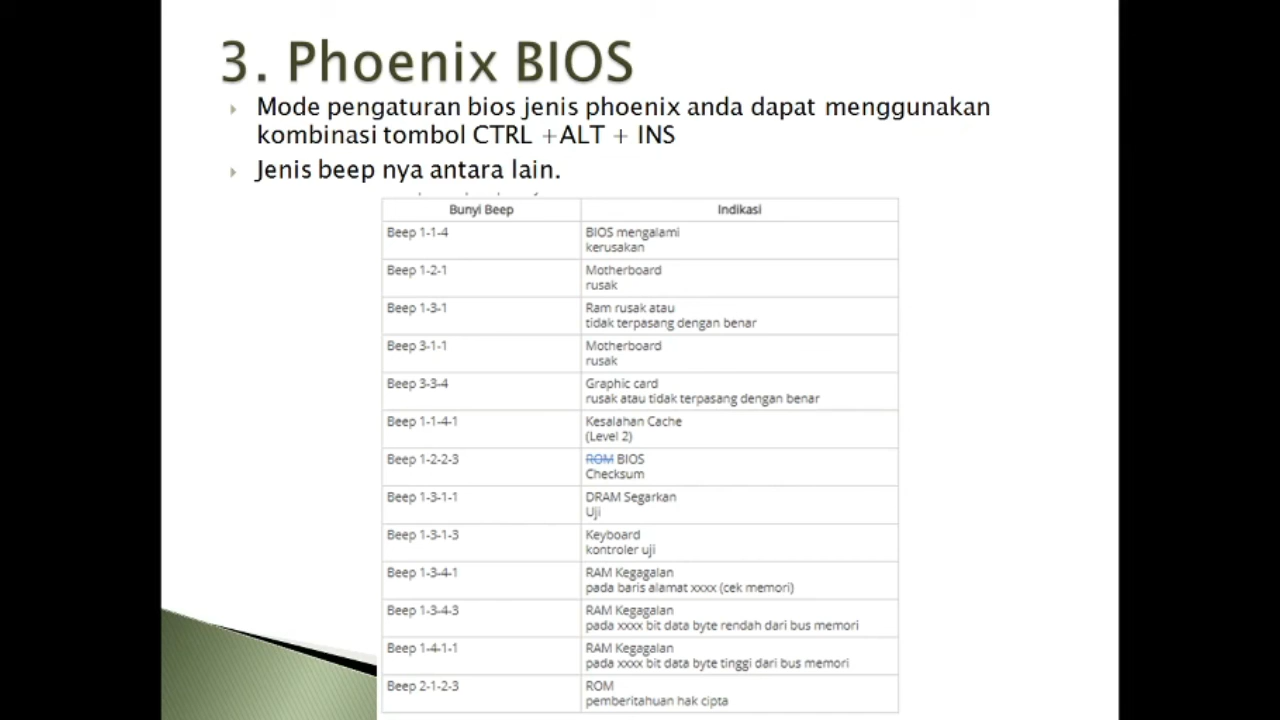 3. Phoenix BIOS
Mode pengaturan bios jenis phoenix anda dapat menggunakan
kombinasi tombol CTRL +ALT + INS
Jenis beep nya antara lain.
Bunyi Beep Indikasi
Beep 1-1-4 BIOS mengalami
kerusakan
Beep 1-2-1 Motherboard
rusak
Beep 1-3-1 Ram rusak atau
tidak terpasang dengan benar
Beep 3-1-1 Motherboard
rusak
Beep 3-3-4 Graphic card
rusak atau tidak terpasang dengan benar
Beep 1-1-4-1 Kesalahan Cache
(Level 2)
Beep 1-2-2-3 ROM BIOS
Checksum
Beep 1-3-1-1 DRAM Segarkan
Uji
Beep 1-3-1-3 Keyboard
kontroler uji
Beep 1-3-4-1 RAM Kegagalan
pada baris alamat xxxx (cek memori)
Beep 1-3-4-3 RAM Kegagalan
pada xxxx bit data byte rendah dari bus memori
Beep 1-4-1-1 RAM Kegagalan
pada xxxx bit data byte tinggi dari bus memori
Beep 2-1-2-3 ROM
pemberitahuan hak cipta